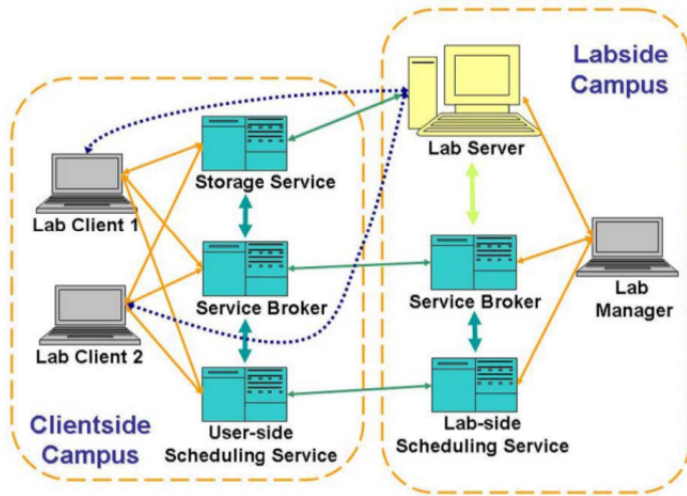 Labside
Campus
Lab Server
Storage Service
Lab Client 1
Service Broker
Service Broker
Lab
Manager
Lab Client 2
Clientside
Campus
User-side
Scheduling Service
Lab-side
Scheduling Service